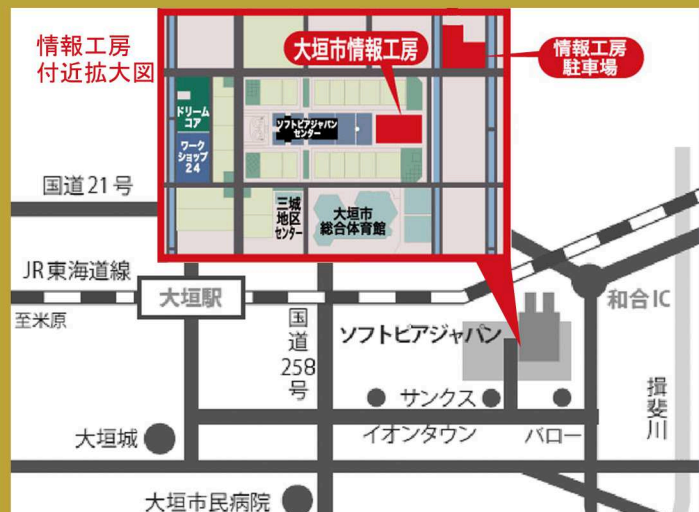 情報工房
付近拡大図
大垣市情報工房
情報工房
駐車場
ドリーム
コア
ソフトピアジャパン
センター
ワーク
ショップ
24
三城
地区
センター
大垣市
総合体育館
国道21号
JR東海道線
大垣駅
至米原
国道258号
ソフトピアジャパン
和合IC
揖斐川
サンクス
イオンタウン
バロー
大垣城
大垣市民病院